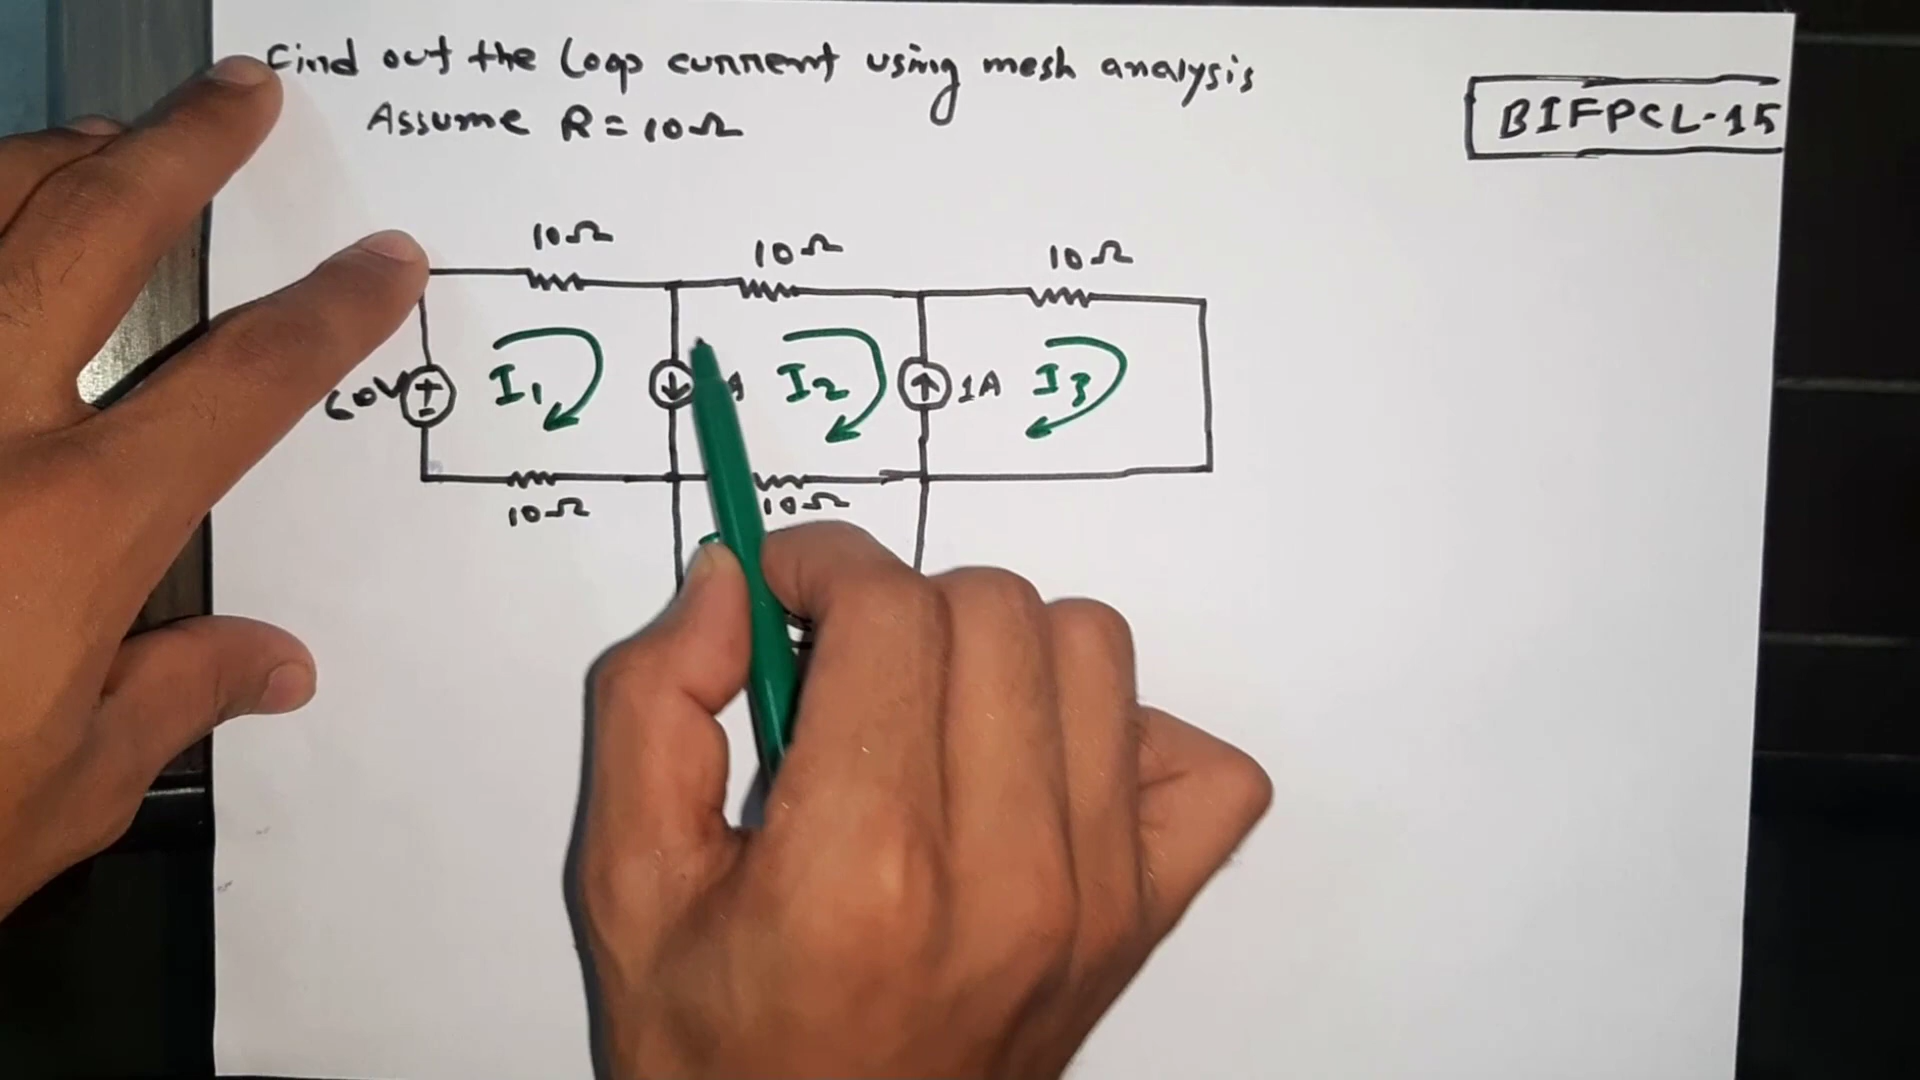 Find out the Loop current using mesh analysis
Assume R = 10Ω
BIFPCL-15
10Ω
10Ω
10Ω
60V
+
-
I1
A
I2
1A
I3
10Ω
10Ω